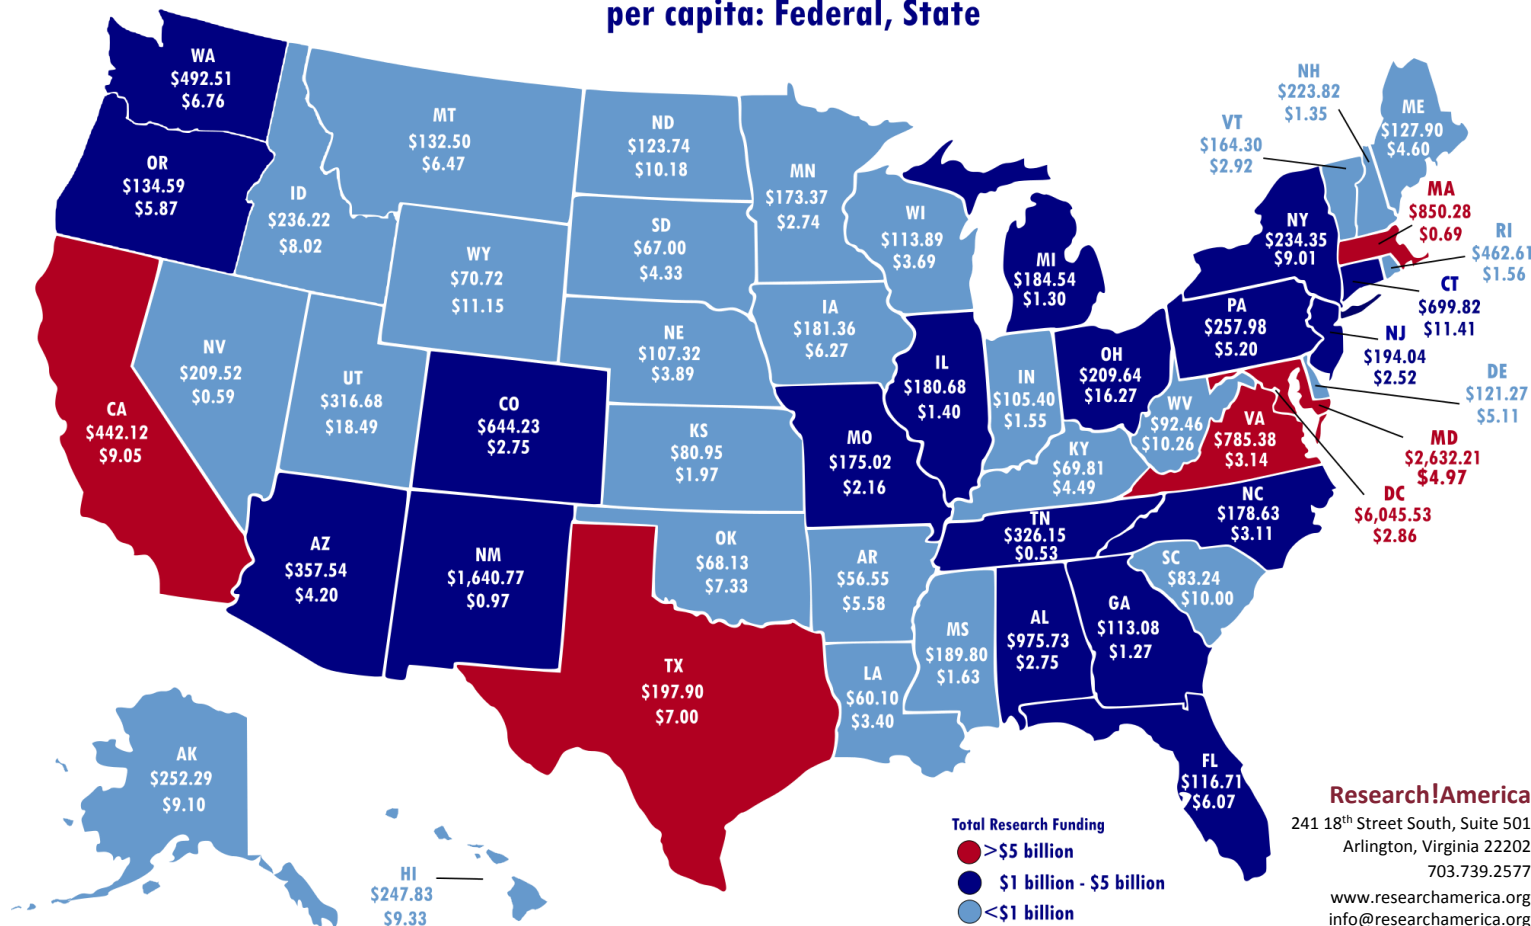 per capita: Federal, State
WA
$492.51
$6.76
OR
$134.59
$5.87
CA
$442.12
$9.05
ID
$236.22
$8.02
NV
$209.52
$0.59
MT
$132.50
$6.47
WY
$70.72
$11.15
UT
$316.68
$18.49
CO
$644.23
$2.75
AZ
$357.54
$4.20
NM
$1,640.77
$0.97
ND
$123.74
$10.18
SD
$67.00
$4.33
NE
$107.32
$3.89
KS
$80.95
$1.97
OK
$68.13
$7.33
TX
$197.90
$7.00
MN
$173.37
$2.74
IA
$181.36
$6.27
MO
$175.02
$2.16
AR
$56.55
$5.58
LA
$60.10
$3.40
WI
$113.89
$3.69
IL
$180.68
$1.40
MI
$184.54
$1.30
IN
$105.40
$1.55
OH
$209.64
$16.27
KY
$69.81
$4.49
TN
$326.15
$0.53
MS
$189.80
$1.63
AL
$975.73
$2.75
GA
$113.08
$1.27
FL
$116.71
$6.07
SC
$83.24
$10.00
NC
$178.63
$3.11
VA
$785.38
$3.14
WV
$92.46
$10.26
PA
$257.98
$5.20
NY
$234.35
$9.01
VT
$164.30
$2.92
NH
$223.82
$1.35
ME
$127.90
$4.60
MA
$850.28
$0.69
RI
$462.61
$1.56
CT
$699.82
$11.41
NJ
$194.04
$2.52
DE
$121.27
$5.11
MD
$2,632.21
$4.97
DC
$6,045.53
$2.86
AK
$252.29
$9.10
HI
$247.83
$9.33
Total Research Funding
>$5 billion
$1 billion - $5 billion
<$1 billion
Research!America
241 18th Street South, Suite 501
Arlington, Virginia 22202
703.739.2577
www.researchamerica.org
info@researchamerica.org